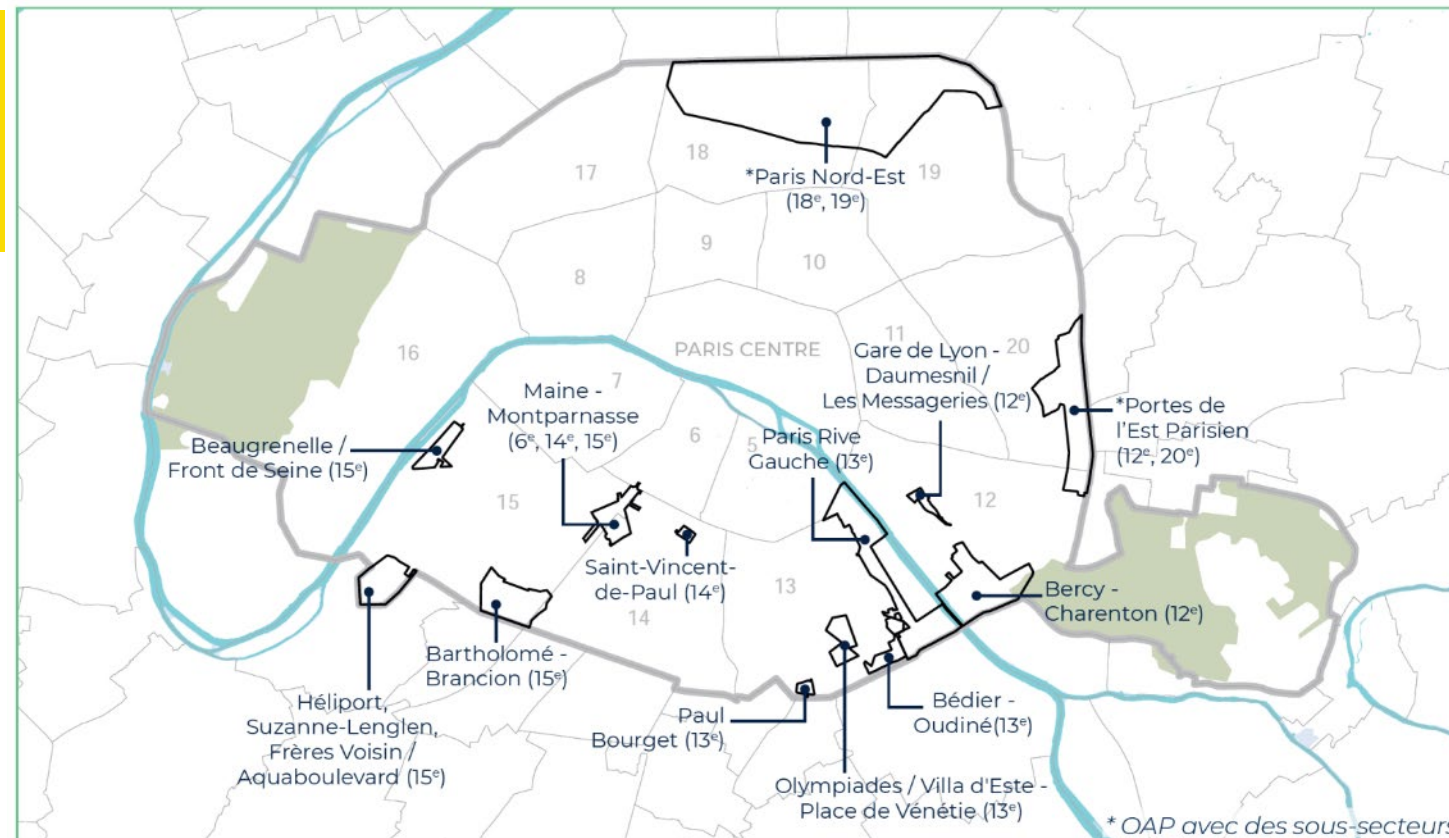 18
17
*Paris Nord-Est
(18ᵉ, 19ᵉ)
19
9
10
8
PARIS CENTRE
16
11
20
Gare de Lyon -
Daumesnil /
Les Messageries (12ᵉ)
7
Maine -
Montparnasse
(6ᵉ, 14ᵉ, 15ᵉ)
6
5
*Portes de
l'Est Parisien
(12ᵉ, 20ᵉ)
Beaugrenelle /
Front de Seine (15ᵉ)
Paris Rive
Gauche (13ᵉ)
15
12
Saint-Vincent-
de-Paul (14ᵉ)
13
14
Bercy -
Charenton (12ᵉ)
Bartholomé -
Brancion (15ᵉ)
Héliport,
Suzanne-Lenglen,
Frères Voisin /
Aquaboulevard (15ᵉ)
Paul
Bourget (13ᵉ)
Bédier -
Oudiné(13ᵉ)
Olympiades / Villa d'Este -
Place de Vénétie (13ᵉ)
* OAP avec des sous-secteurs